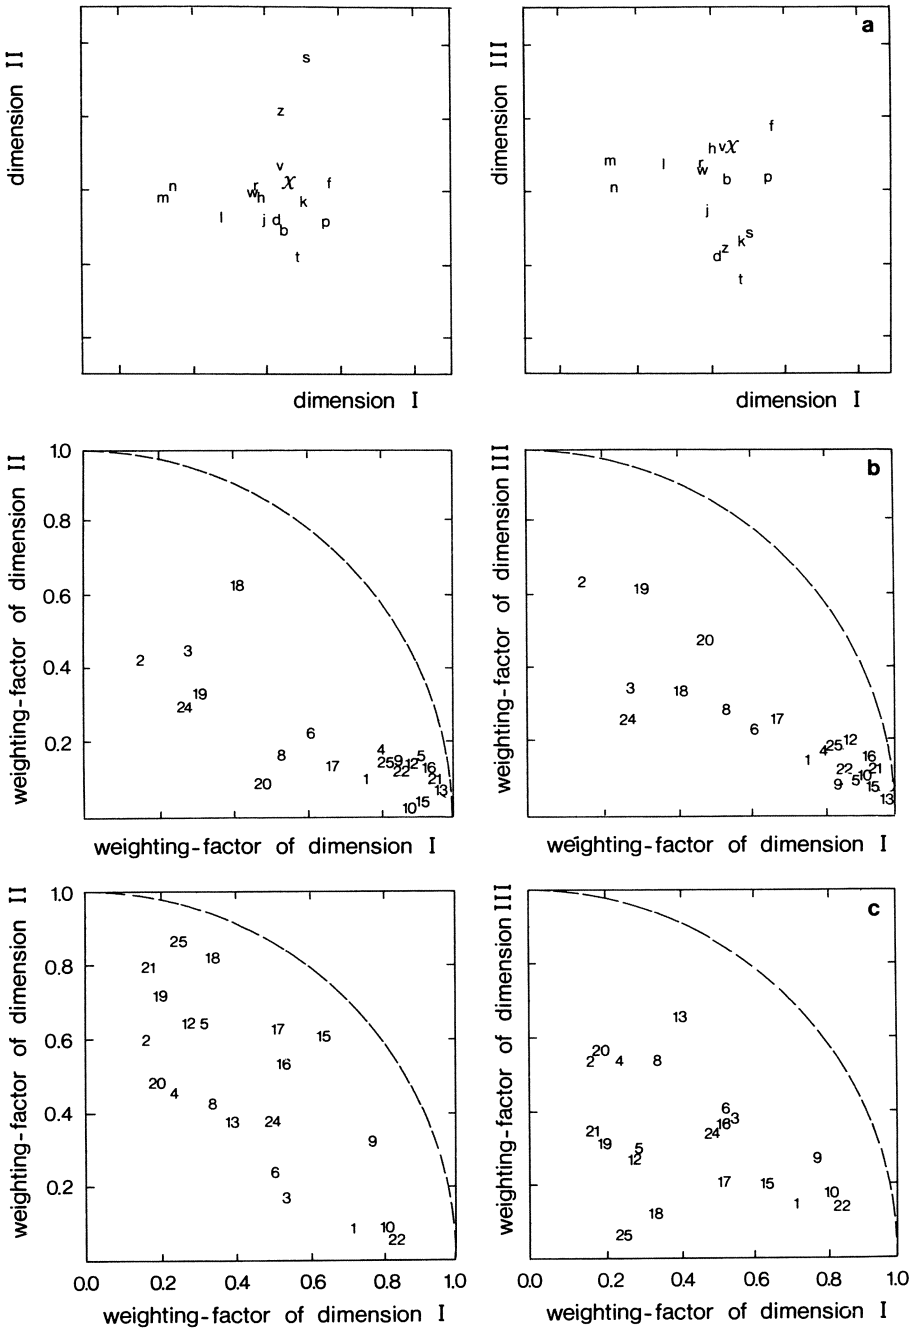 a
dimension II
s
z
v
n r χ f
m w h k
l j d b p
t
dimension I
dimension III
f
h v χ
m l r w b p
n
j
s
k
z
d
t
dimension I
b
weighting-factor of dimension II
1.0
0.8
0.6
0.4
0.2
18
3
2
19
24
6
8 17 4 5
25 9 12 16
20 1 22 21
13
10 15
weighting-factor of dimension I
weighting-factor of dimension III
2 19
20
3 18
24 8 17
6
12
4 25
1 16
22 21
9 5 10 15
13
weighting-factor of dimension I
c
weighting-factor of dimension II
1.0
0.8
0.6
0.4
0.2
25
18
21
19
12 5 17
2 15
16
20
4
8
13 24
9
6
3
1 10
22
0.0 0.2 0.4 0.6 0.8 1.0
weighting-factor of dimension I
weighting-factor of dimension III
13
20
2 4 8
6
3
16
21 24
19
5
12 9
17 15 10
1 22
18
25
0.0 0.2 0.4 0.6 0.8 1.0
weighting-factor of dimension I